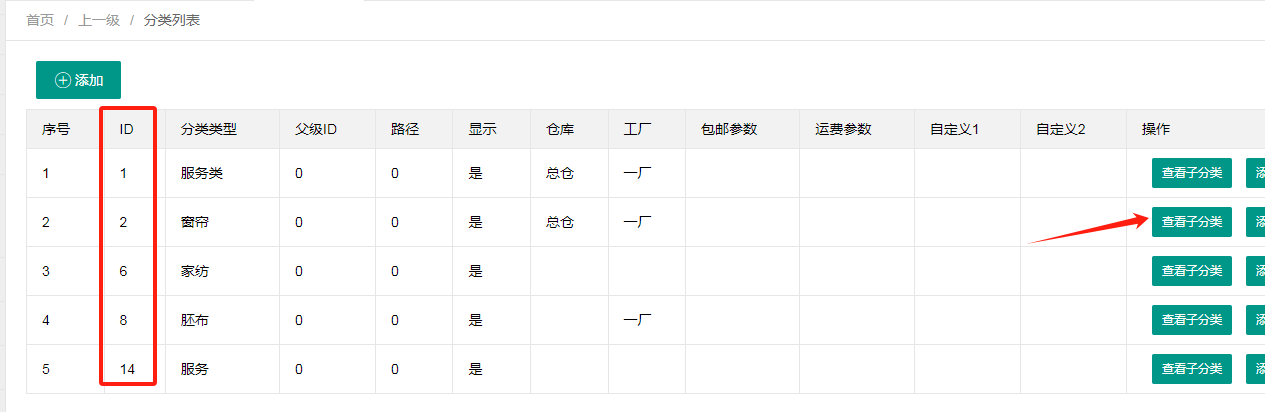 首页 / 上一级 / 分类列表
添加
序号 ID 分类类型 父级ID 路径 显示 仓库 工厂 包邮参数 运费参数 自定义1 自定义2 操作
1 1 服务类 0 0 是 总仓 一厂 查看子分类
2 2 窗帘 0 0 是 总仓 一厂 查看子分类
3 6 家纺 0 0 是 查看子分类
4 8 胚布 0 0 是 一厂 查看子分类
5 14 服务 0 0 是 查看子分类